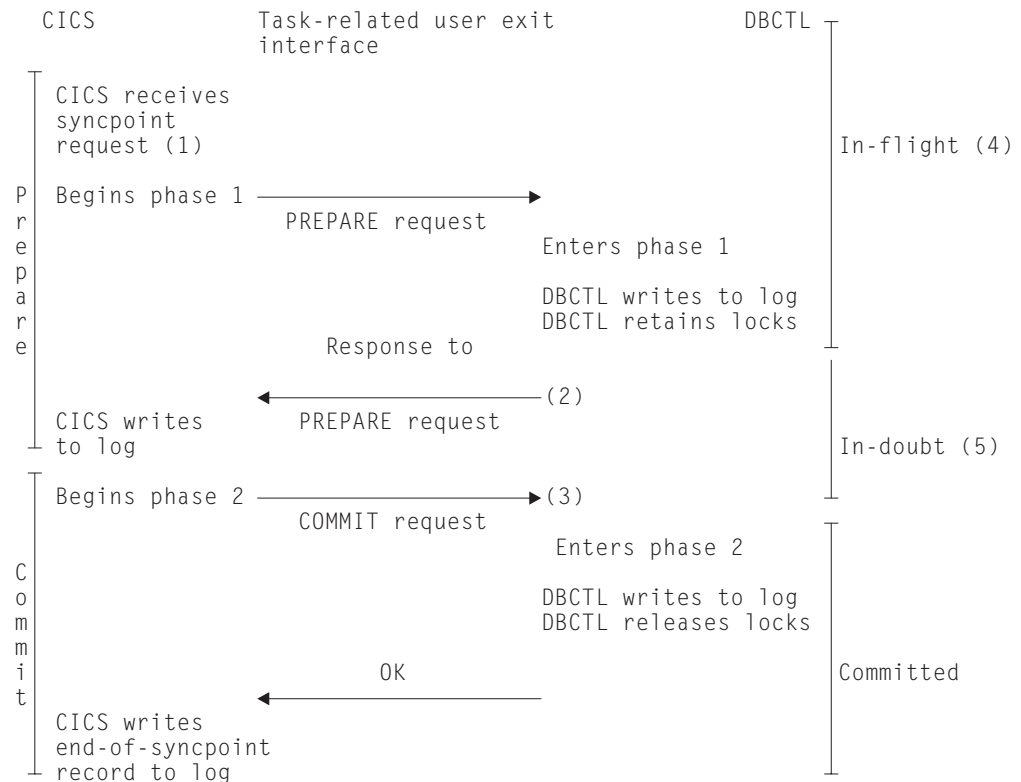 CICS Task-related user exit interface DBCTL
CICS receives
syncpoint
request (1)
In-flight (4)
Prepare
Begins phase 1
PREPARE request
Enters phase 1
DBCTL writes to log
DBCTL retains locks
Response to
(2)
PREPARE request
CICS writes
to log
In-doubt (5)
Begins phase 2
(3)
COMMIT request
Enters phase 2
Commit
DBCTL writes to log
DBCTL releases locks
OK
Committed
CICS writes
end-of-syncpoint
record to log